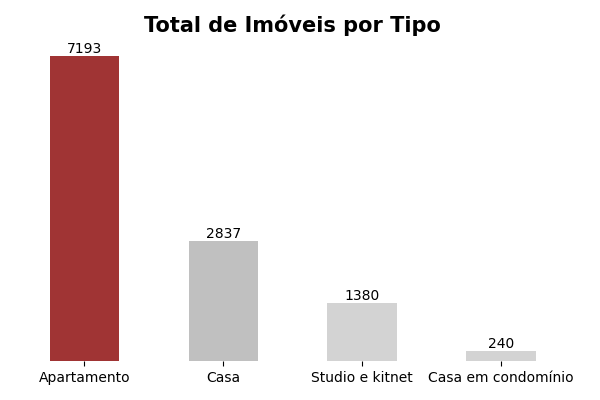 Total de Imóveis por Tipo
7193
2837
1380
240
Apartamento
Casa
Studio e kitnet
Casa em condomínio